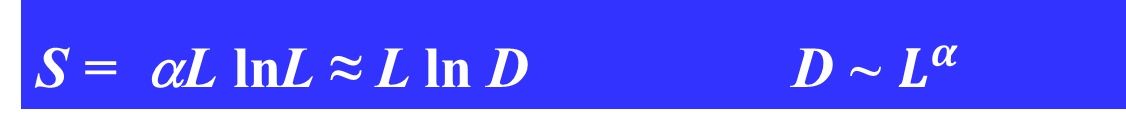 S = αL lnL ≈ L ln D D ~ L^α